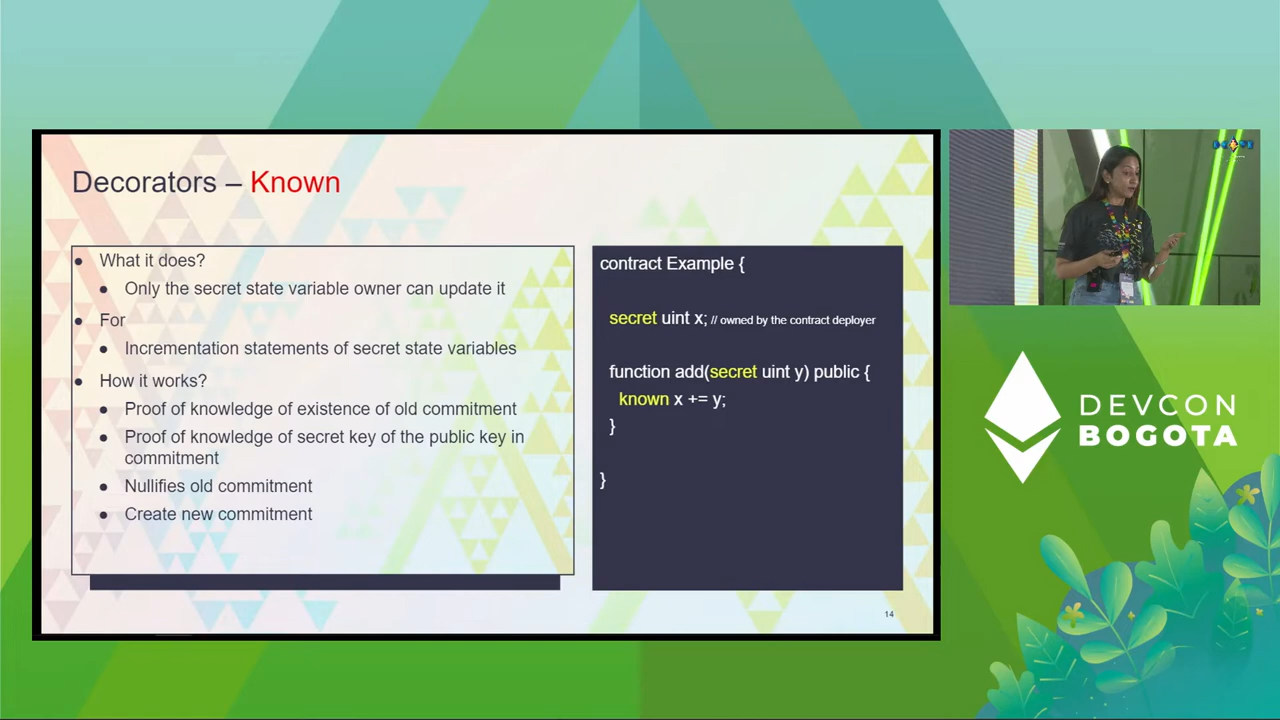 Decorators – Known
What it does?
Only the secret state variable owner can update it
For
Incrementation statements of secret state variables
How it works?
Proof of knowledge of existence of old commitment
Proof of knowledge of secret key of the public key in
commitment
Nullifies old commitment
Create new commitment
contract Example {
secret uint x; // owned by the contract deployer
function add(secret uint y) public {
known x += y;
}
}
14
DEVCON
BOGOTA